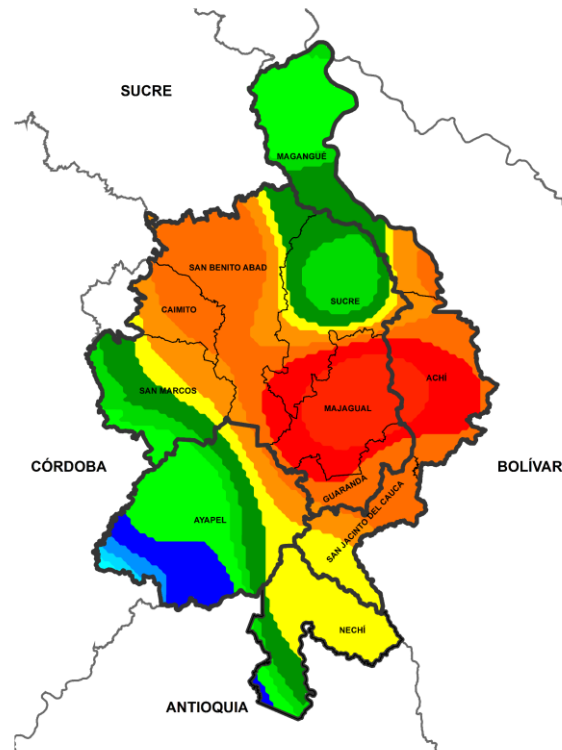 SUCRE
MAGANGUE
SAN BENITO ABAD
SUCRE
CAIMITO
ACHÍ
SAN MARCOS
MAJAGUAL
CÓRDOBA
BOLÍVAR
GUARANDA
AYAPEL
SAN JACINTO DEL CAUCA
NECHÍ
ANTIOQUIA